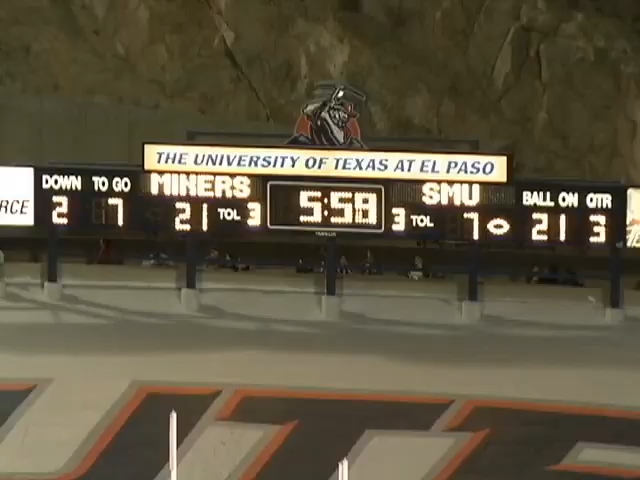 THE UNIVERSITY OF TEXAS AT EL PASO
RCE
DOWN TO GO MINERS 5:58 SMU BALL ON QTR
2 7 21 TOL 3 3 TOL 7 21 3
UTE